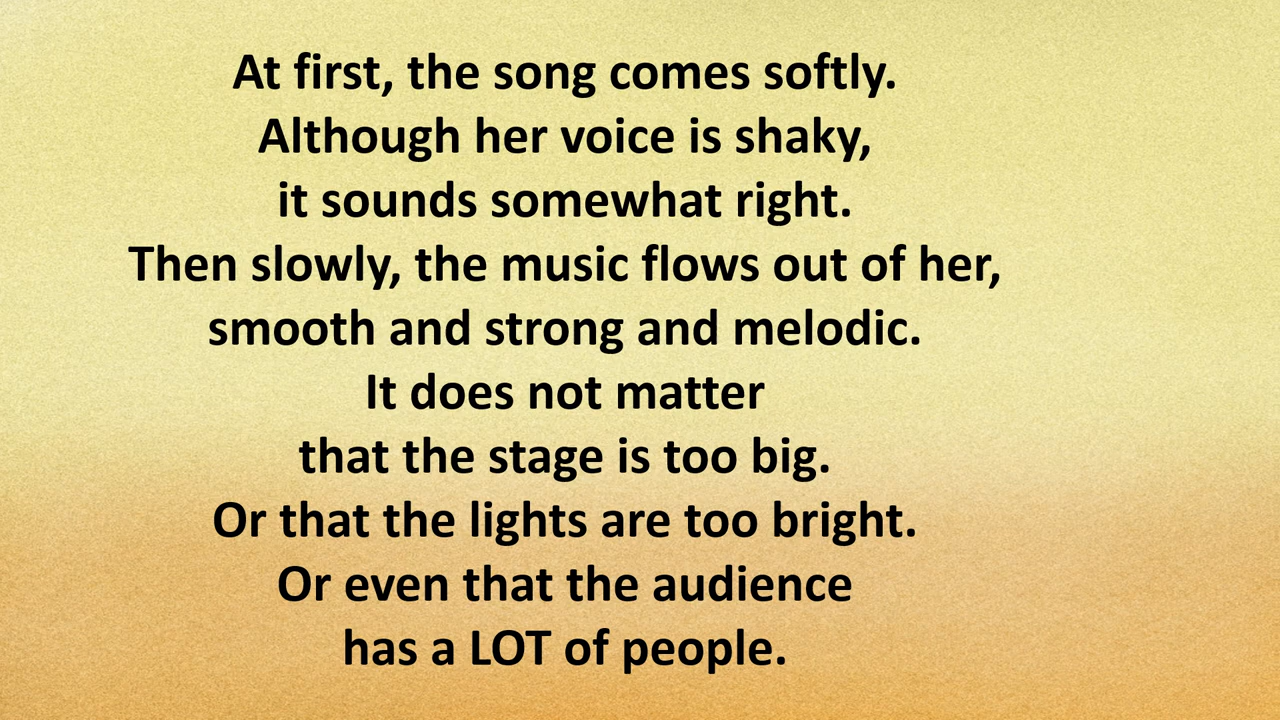 At first, the song comes softly.
Although her voice is shaky,
it sounds somewhat right.
Then slowly, the music flows out of her,
smooth and strong and melodic.
It does not matter
that the stage is too big.
Or that the lights are too bright.
Or even that the audience
has a LOT of people.